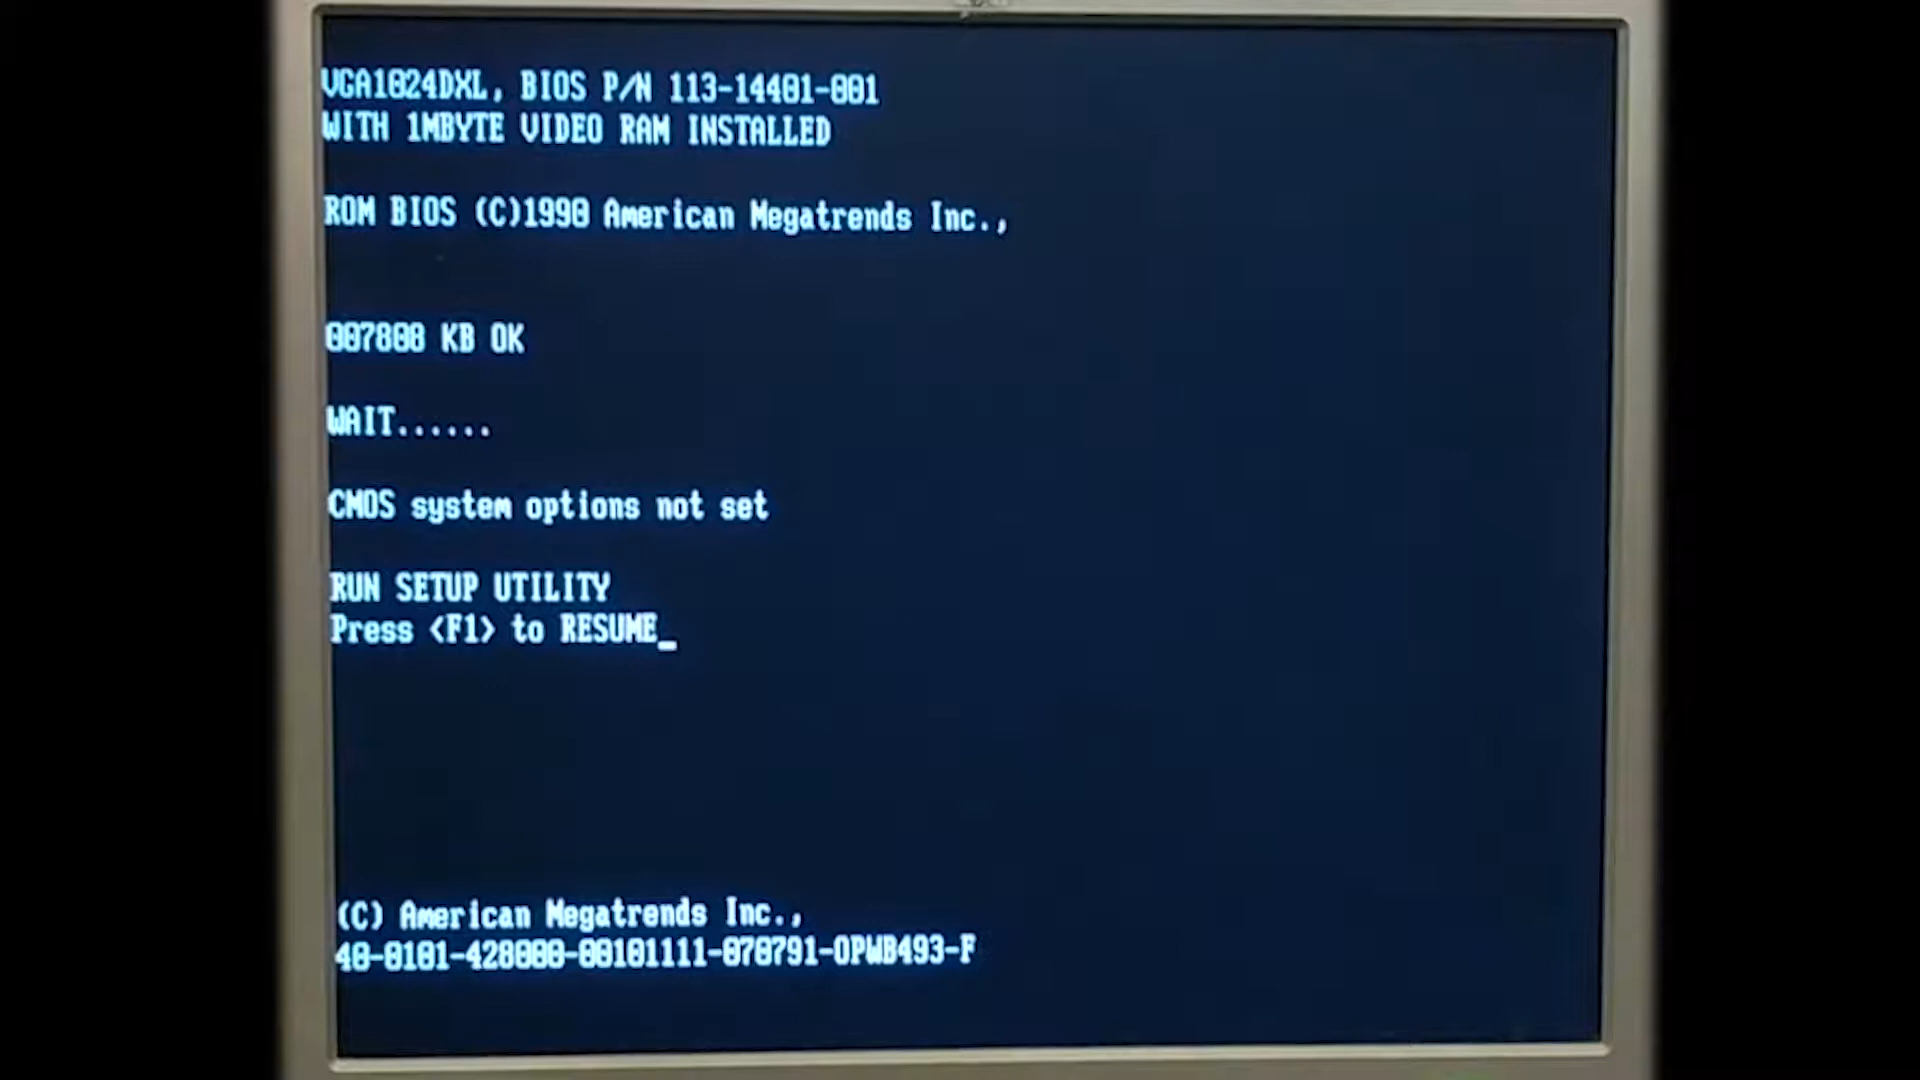 VGA1024DXL, BIOS P/N 113-14401-001
WITH 1MBYTE VIDEO RAM INSTALLED
ROM BIOS (C)1990 American Megatrends Inc.,
007808 KB OK
WAIT......
CMOS system options not set
RUN SETUP UTILITY
Press <F1> to RESUME_
(C) American Megatrends Inc.,
40-0101-428000-00101111-070791-OPWB493-F